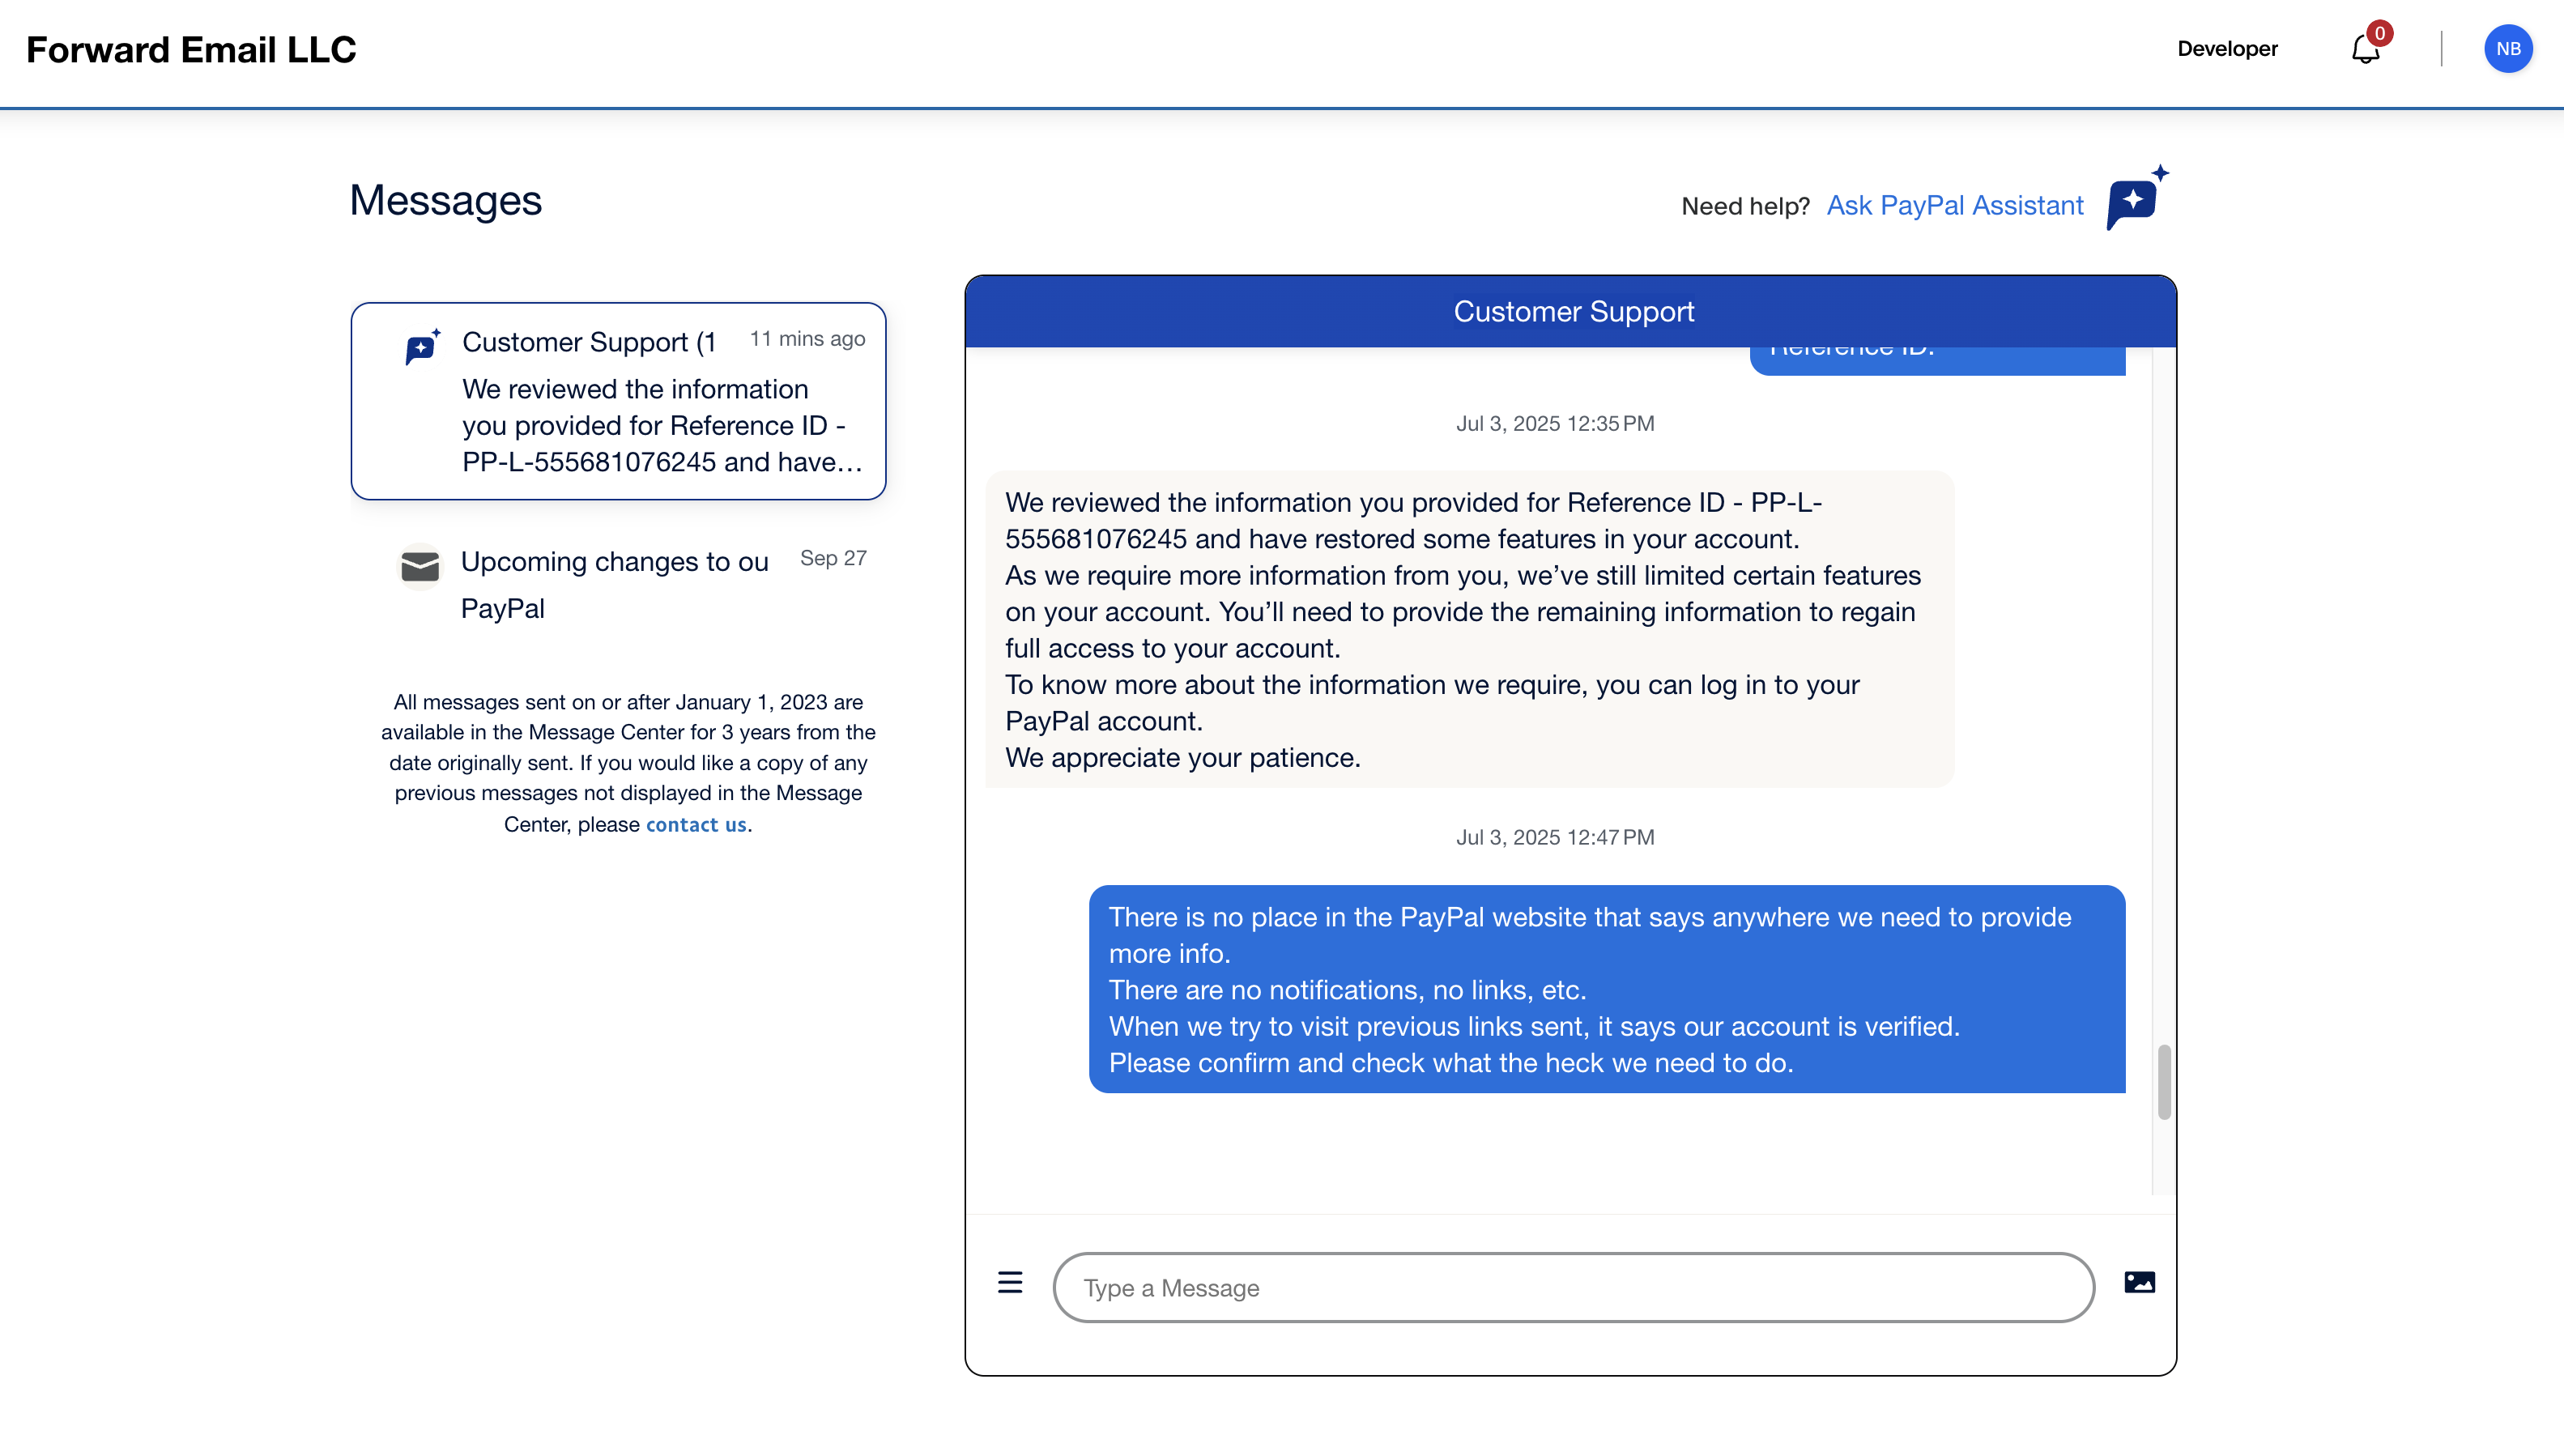 Forward Email LLC
Developer
0
NB
Messages
Need help? Ask PayPal Assistant
Customer Support (1
11 mins ago
We reviewed the information
you provided for Reference ID -
PP-L-555681076245 and have…
Upcoming changes to ou
Sep 27
PayPal
All messages sent on or after January 1, 2023 are
available in the Message Center for 3 years from the
date originally sent. If you would like a copy of any
previous messages not displayed in the Message
Center, please contact us.
Customer Support
Reference ID:
Jul 3, 2025 12:35 PM
We reviewed the information you provided for Reference ID - PP-L-
555681076245 and have restored some features in your account.
As we require more information from you, we’ve still limited certain features
on your account. You’ll need to provide the remaining information to regain
full access to your account.
To know more about the information we require, you can log in to your
PayPal account.
We appreciate your patience.
Jul 3, 2025 12:47 PM
There is no place in the PayPal website that says anywhere we need to provide
more info.
There are no notifications, no links, etc.
When we try to visit previous links sent, it says our account is verified.
Please confirm and check what the heck we need to do.
Type a Message